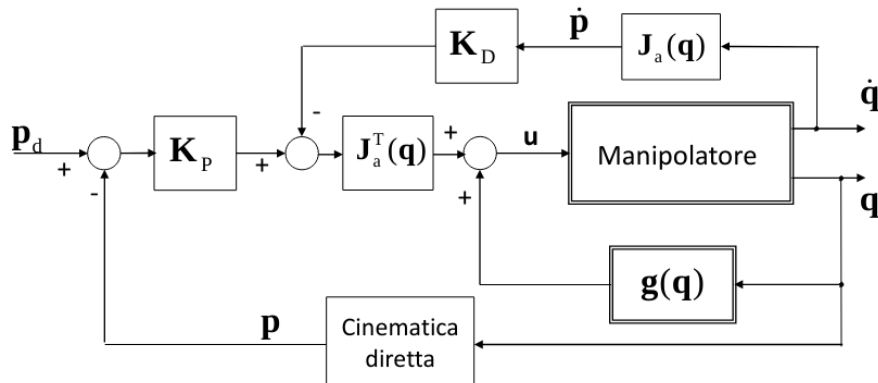 ṗ
K_D
J_a(q)
q̇
p_d
+
-
K_P
+
-
J_a^T(q)
+
+
u
Manipolatore
q
g(q)
p
Cinematica
diretta